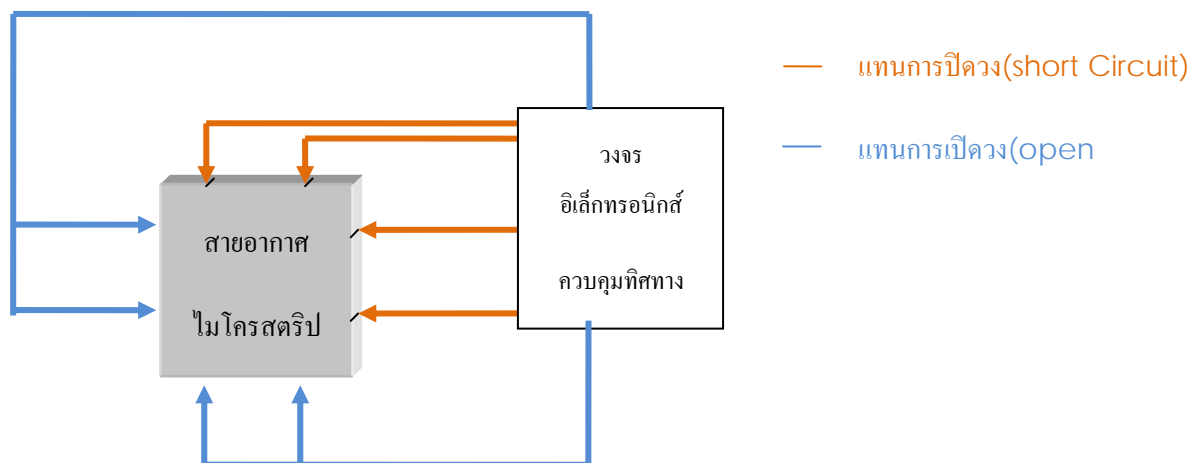 แทนการปิดวง(short Circuit)
แทนการเปิดวง(open
วงจร
อิเล็กทรอนิกส์
ควบคุมทิศทาง
สายอากาศ
ไมโครสตริป